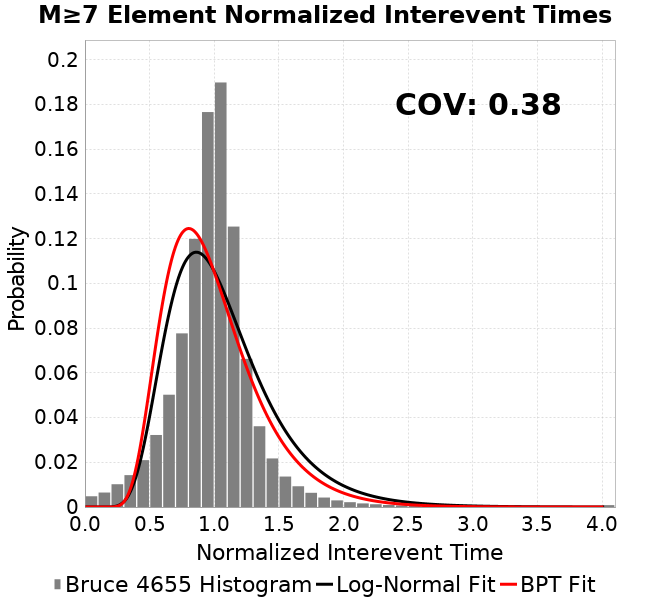 M≥7 Element Normalized Interevent Times
COV: 0.38
0.2
0.18
0.16
0.14
0.12
0.1
0.08
0.06
0.04
0.02
0
Probability
0.0 0.5 1.0 1.5 2.0 2.5 3.0 3.5 4.0
Normalized Interevent Time
Bruce 4655 Histogram Log-Normal Fit BPT Fit